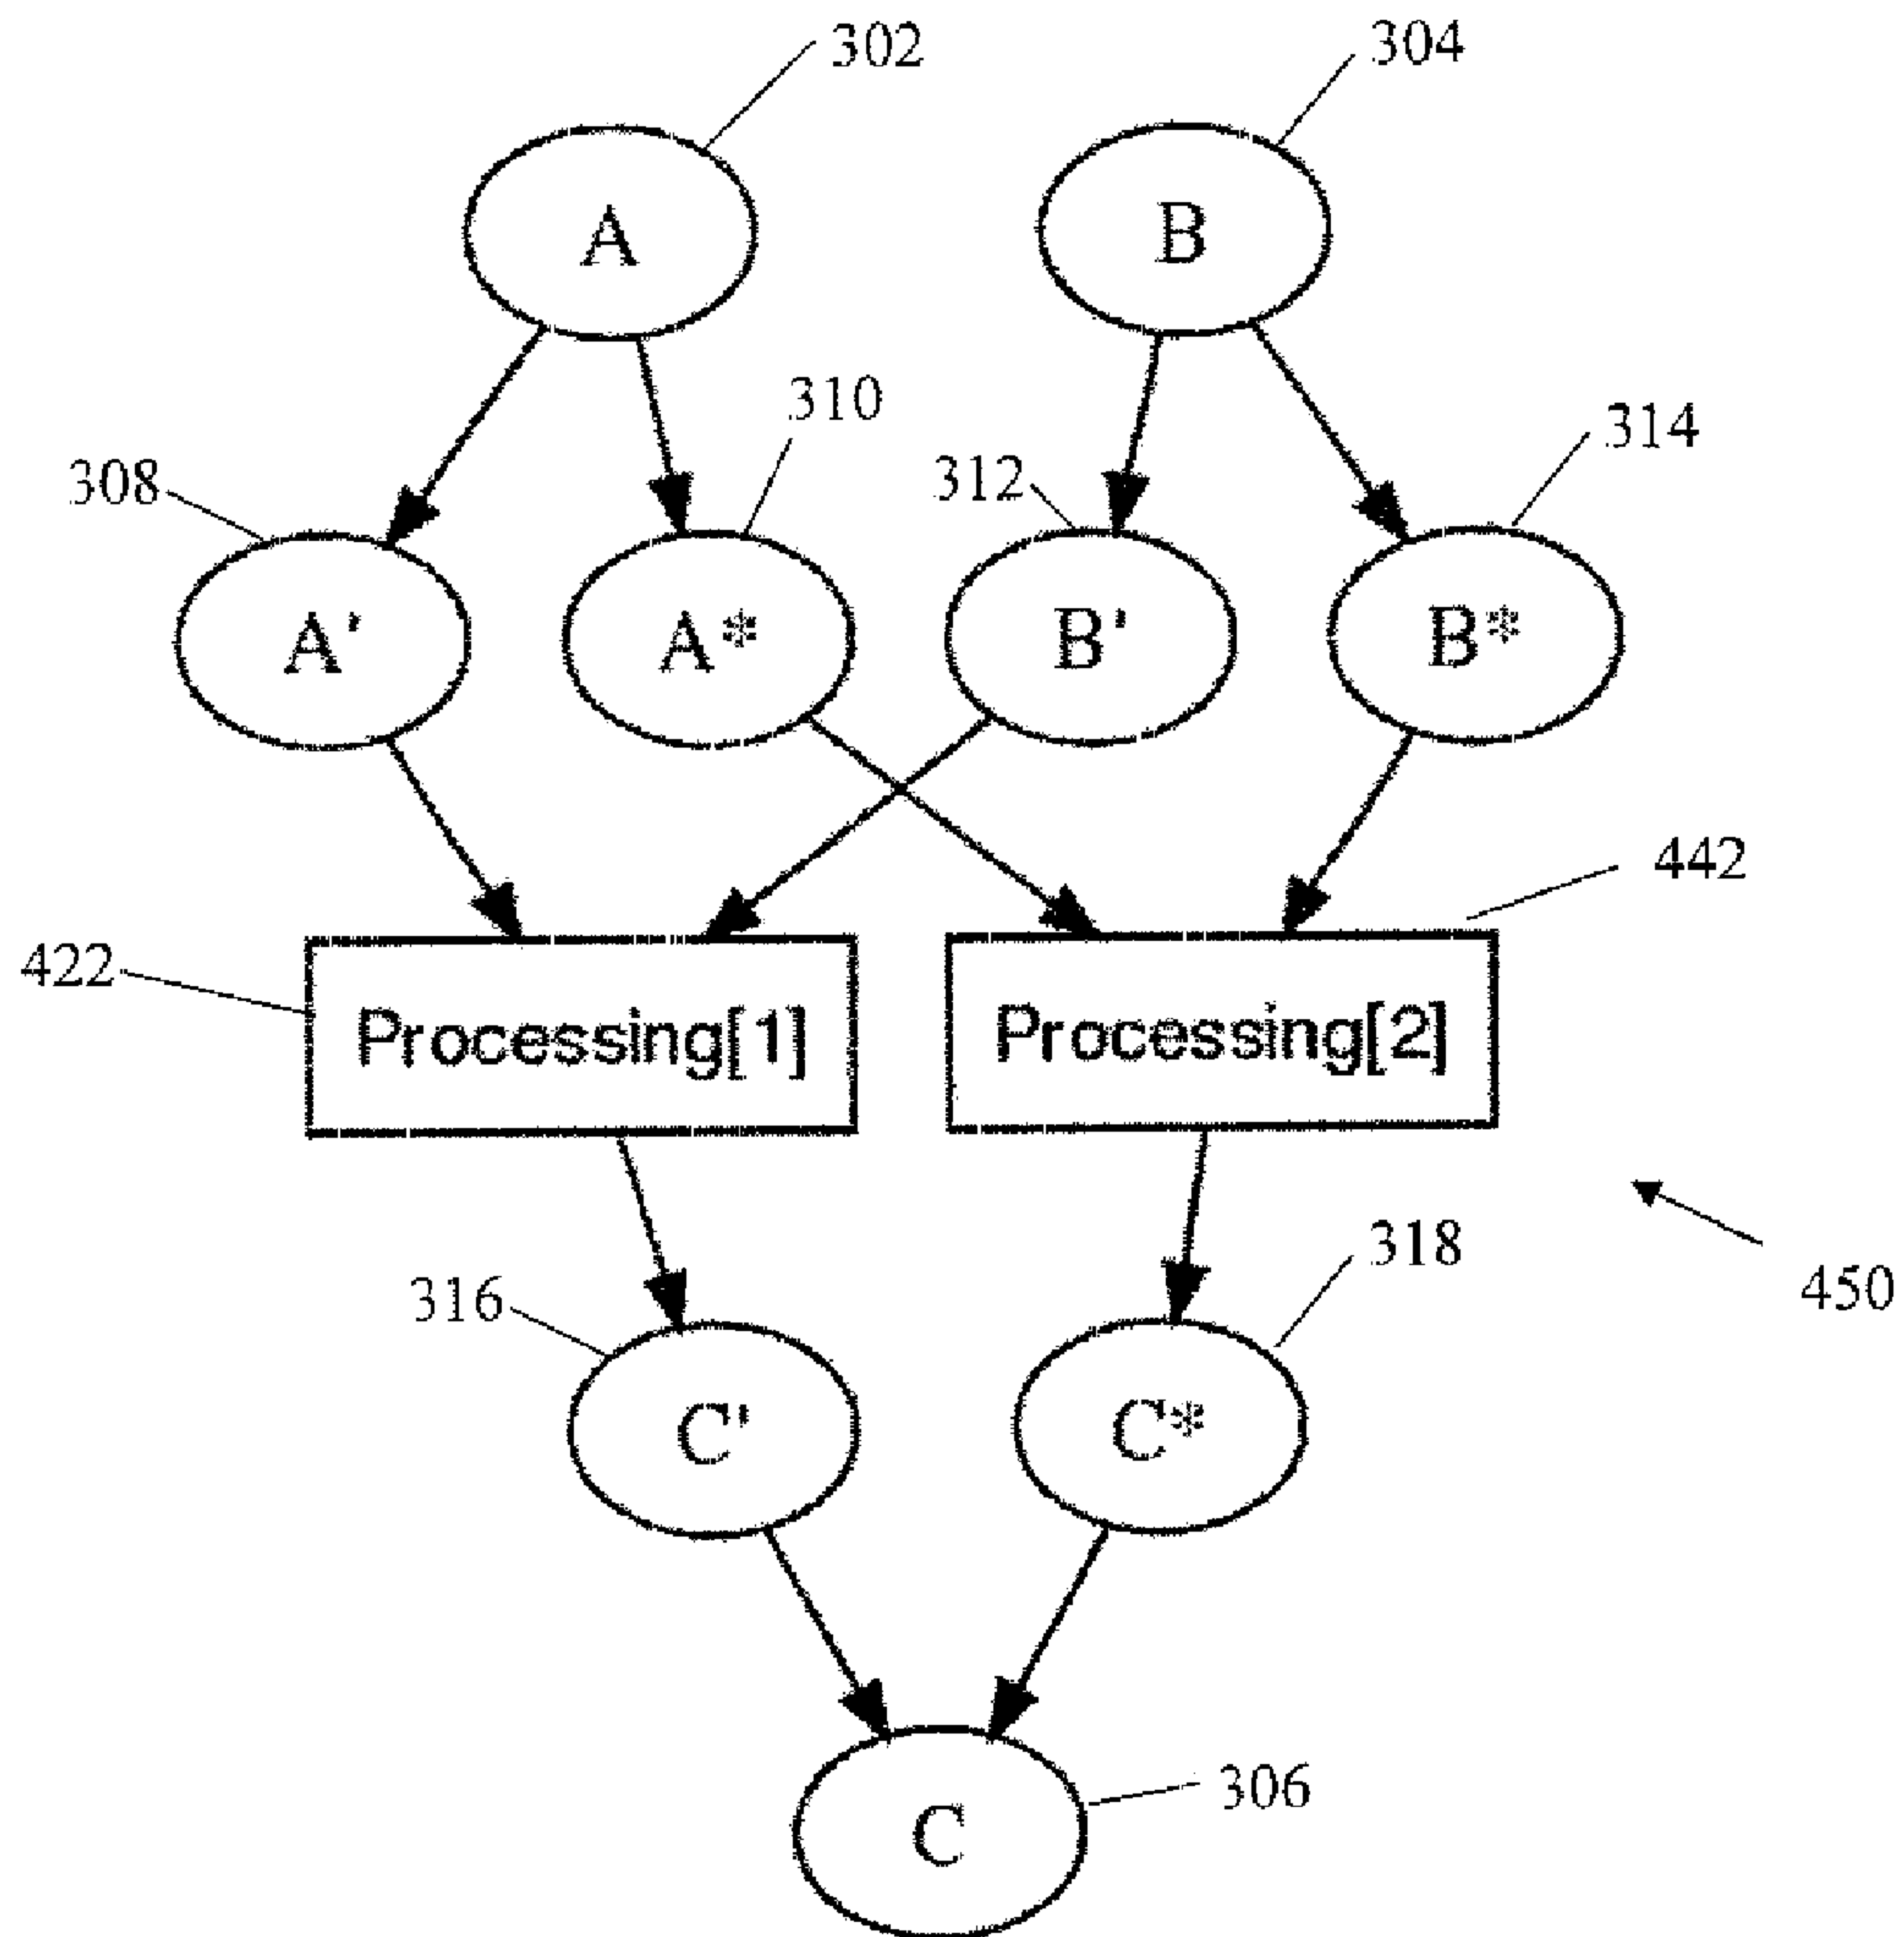 302
304
A
B
310
314
308
312
A'
A*
B'
B*
442
422
Processing[1]
Processing[2]
318
316
450
C'
C*
306
C